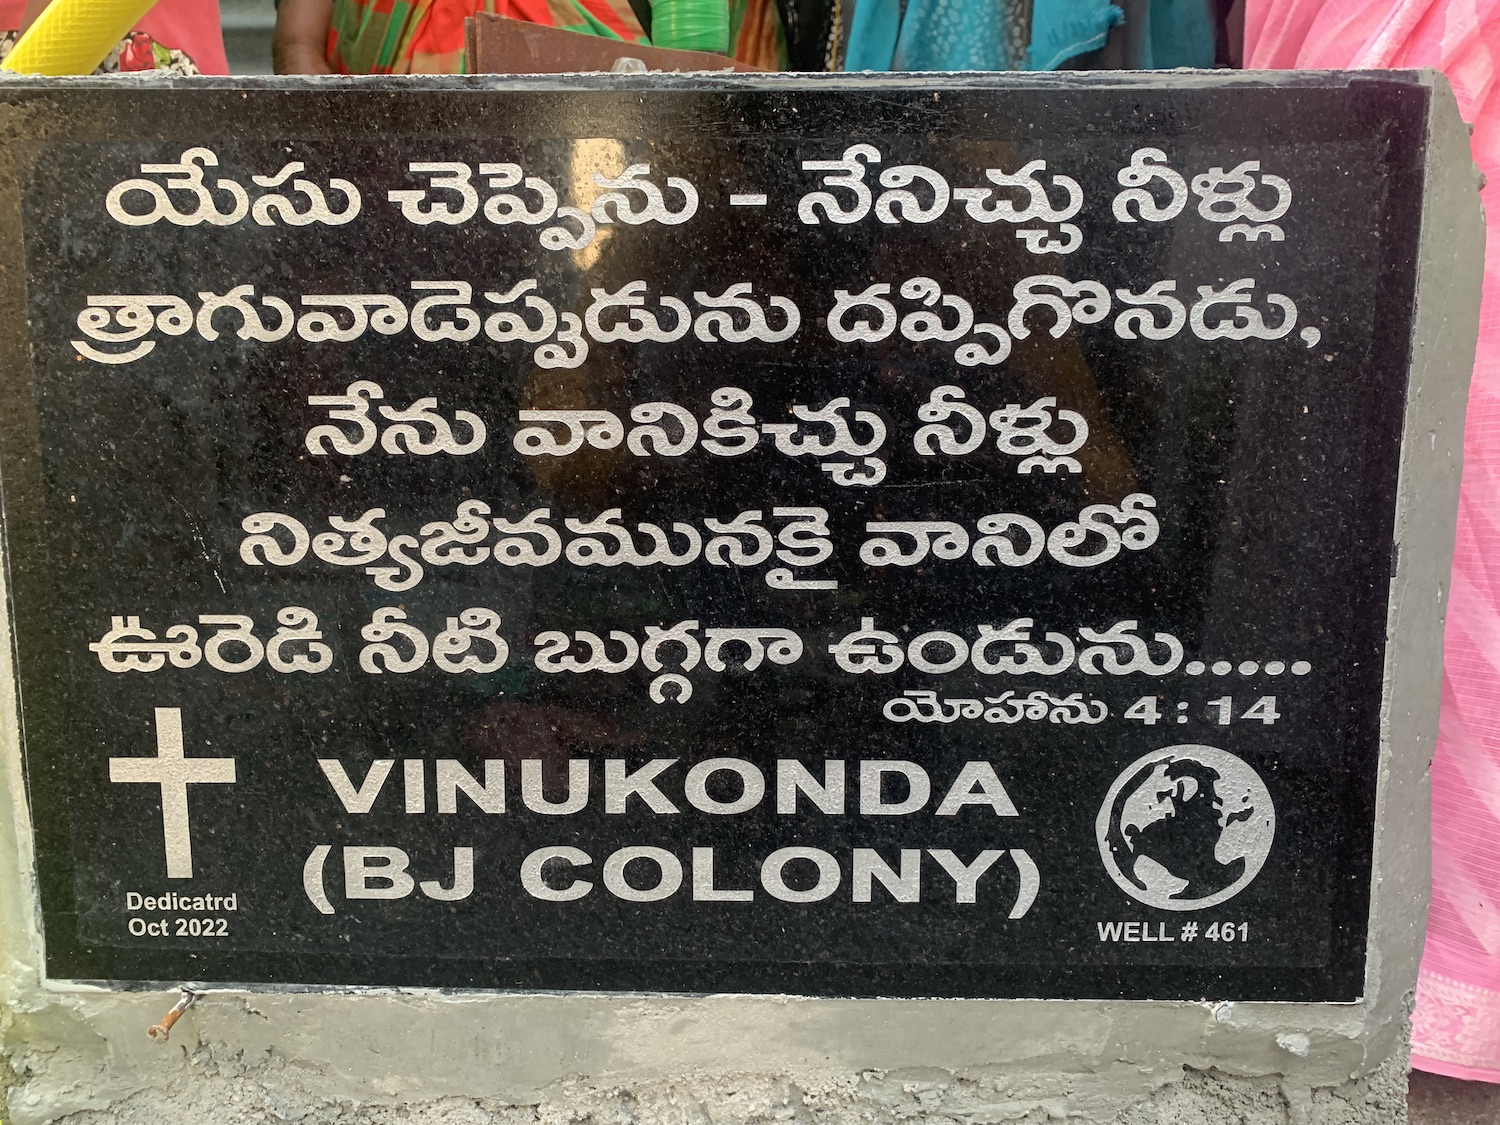 యేసు చెప్పెను - నేనిచ్చు నీళ్లు
త్రాగువాడెప్పుడును దప్పిగొనడు,
నేను వానికిచ్చు నీళ్లు
నిత్యజీవమునకై వానిలో
ఊరెడి నీటి బుగ్గగా ఉండును.....
యోహాను 4 : 14
VINUKONDA
(BJ COLONY)
Dedicatrd
Oct 2022
WELL # 461